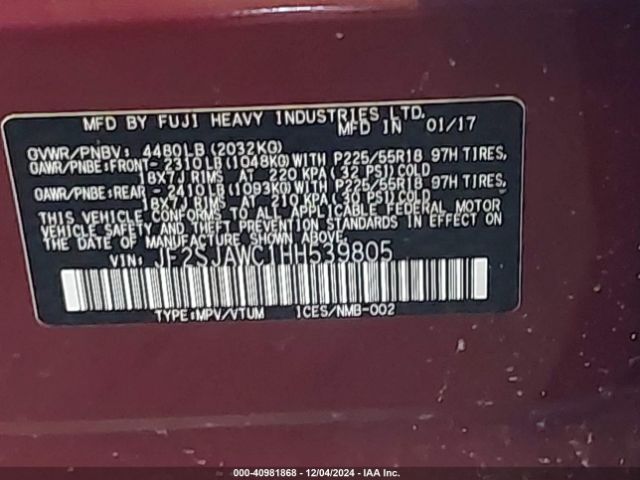 MFD BY FUJI HEAVY INDUSTRIES LTD.
MFD IN 01/17
GVWR/PNBV: 4480LB(2032KG)
GAWR/PNBE:FRONT-2310LB(1048KG)WITH P225/55R18 97H TIRES,
18X7J RIMS AT 220 KPA(32 PSI)COLD
GAWR/PNBE:REAR -2410LB(1093KG)WITH P225/55R18 97H TIRES,
18X7J RIMS AT 210 KPA(30 PSI)COLD
THIS VEHICLE CONFORMS TO ALL APPLICABLE FEDERAL MOTOR
VEHICLE SAFETY AND THEFT PREVENTION STANDARDS IN EFFECT
ON THE DATE OF MANUFACTURE SHOWN ABOVE.
VIN: JF2SJAWC1HH539805
TYPE:MPV/VTUM 1CES/NMB-002
000-40981868 - 12/04/2024 - IAA Inc.